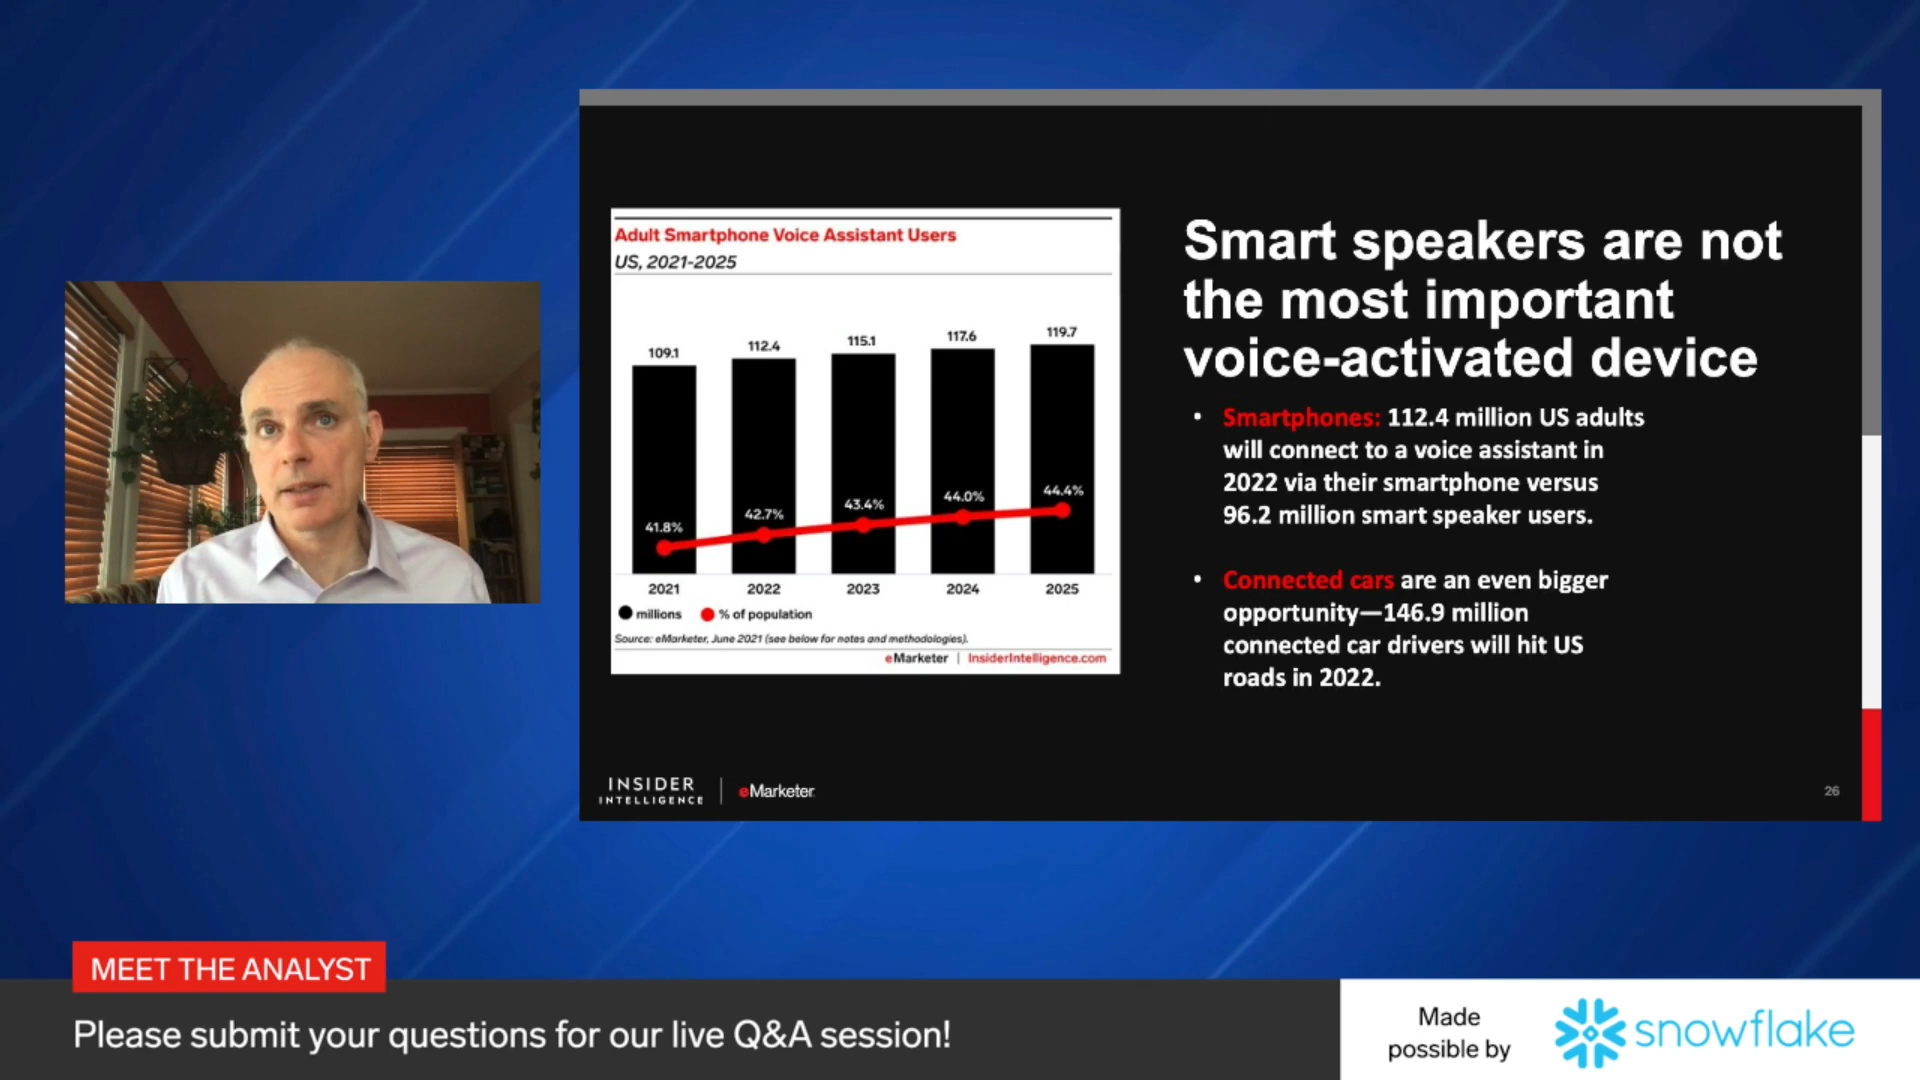 Adult Smartphone Voice Assistant Users
US, 2021-2025
109.1
112.4
115.1
117.6
119.7
41.8%
42.7%
43.4%
44.0%
44.4%
2021
2022
2023
2024
2025
millions
% of population
Source: eMarketer, June 2021 (see below for notes and methodologies).
eMarketer | InsiderIntelligence.com
Smart speakers are not
the most important
voice-activated device
• Smartphones: 112.4 million US adults
will connect to a voice assistant in
2022 via their smartphone versus
96.2 million smart speaker users.
• Connected cars are an even bigger
opportunity—146.9 million
connected car drivers will hit US
roads in 2022.
INSIDER
INTELLIGENCE
eMarketer
26
MEET THE ANALYST
Please submit your questions for our live Q&A session!
Made
possible by
snowflake